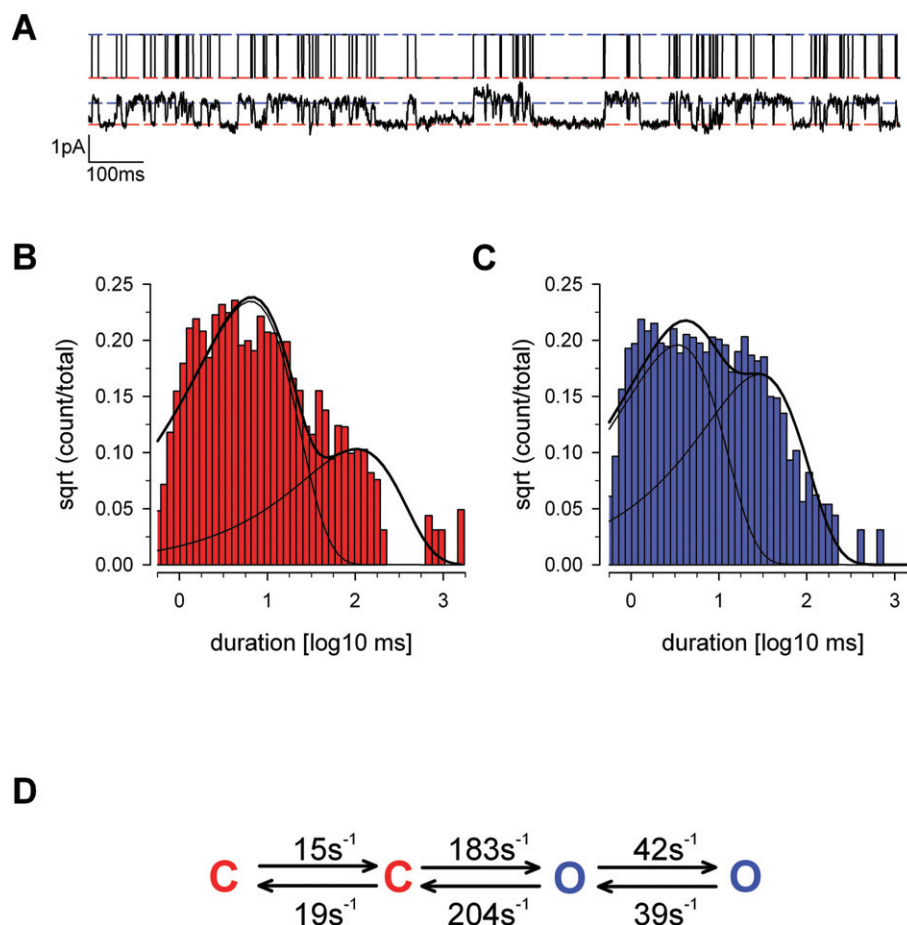 A
1pA
100ms
B
C
0.25
0.20
0.15
0.10
0.05
0.00
sqrt (count/total)
0 1 2 3
duration [log10 ms]
0.25
0.20
0.15
0.10
0.05
0.00
sqrt (count/total)
0 1 2 3
duration [log10 ms]
D
15s⁻¹ 183s⁻¹ 42s⁻¹
C C O O
19s⁻¹ 204s⁻¹ 39s⁻¹